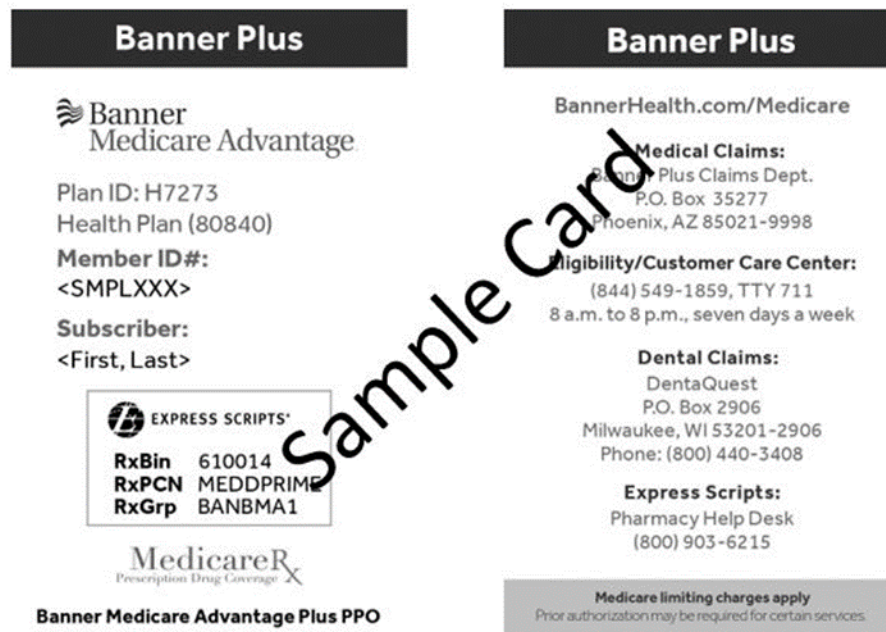 Banner Plus
Banner
Medicare Advantage
Plan ID: H7273
Health Plan (80840)
Member ID#:
<SMPLXXX>
Subscriber:
<First, Last>
EXPRESS SCRIPTS®
RxBin 610014
RxPCN MEDDPRIME
RxGrp BANBMA1
MedicareRx
Prescription Drug Coverage
Banner Medicare Advantage Plus PPO
Sample Card
Banner Plus
BannerHealth.com/Medicare
Medical Claims:
Banner Plus Claims Dept.
P.O. Box 35277
Phoenix, AZ 85021-9998
Eligibility/Customer Care Center:
(844) 549-1859, TTY 711
8 a.m. to 8 p.m., seven days a week
Dental Claims:
DentaQuest
P.O. Box 2906
Milwaukee, WI 53201-2906
Phone: (800) 440-3408
Express Scripts:
Pharmacy Help Desk
(800) 903-6215
Medicare limiting charges apply
Prior authorization may be required for certain services.